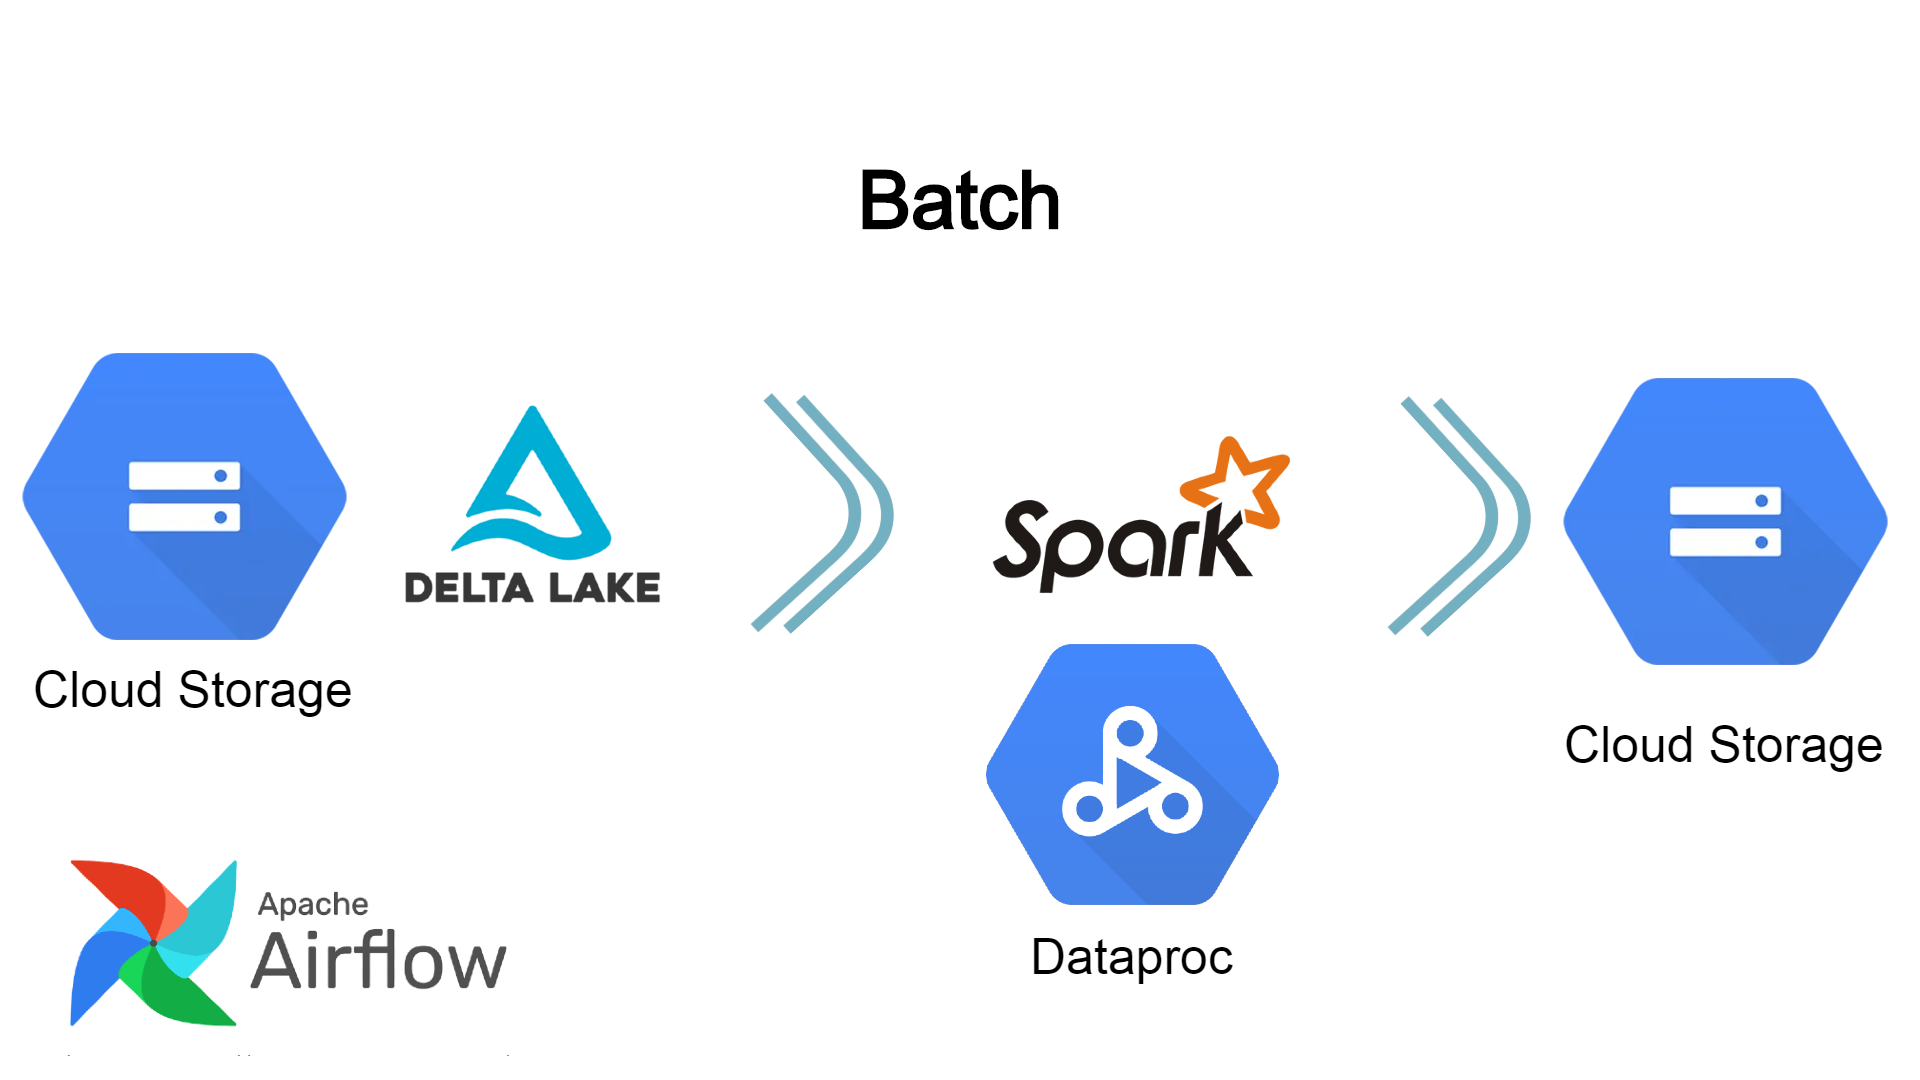 Batch
DELTA LAKE
Spark
Cloud Storage
Cloud Storage
Apache
Airflow
Dataproc